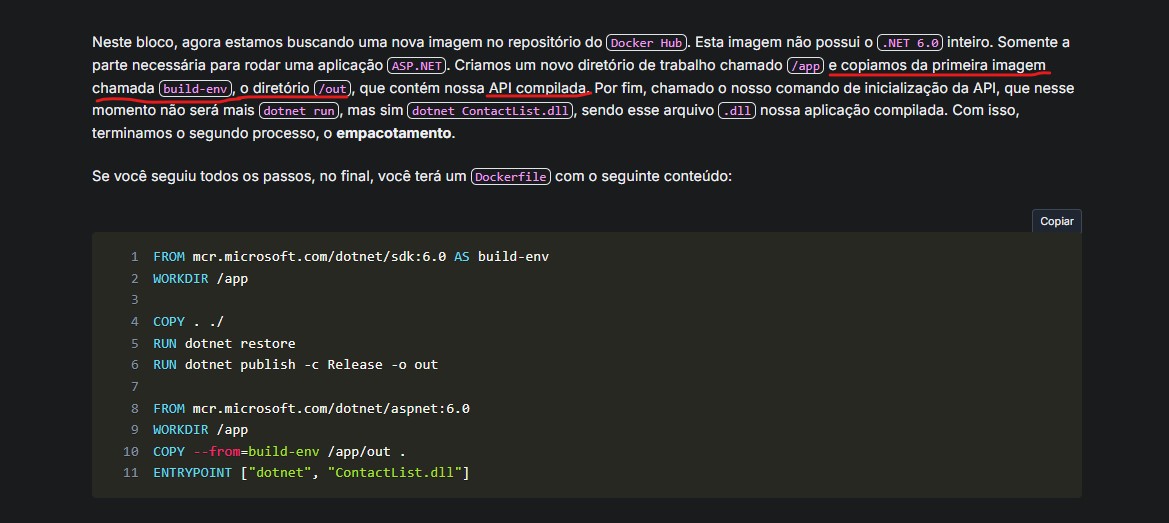 Neste bloco, agora estamos buscando uma nova imagem no repositório do Docker Hub. Esta imagem não possui o .NET 6.0 inteiro. Somente a
parte necessária para rodar uma aplicação ASP.NET. Criamos um novo diretório de trabalho chamado /app e copiamos da primeira imagem
chamada build-env, o diretório /out, que contém nossa API compilada. Por fim, chamado o nosso comando de inicialização da API, que nesse
momento não será mais dotnet run, mas sim dotnet ContactList.dll, sendo esse arquivo .dll nossa aplicação compilada. Com isso,
terminamos o segundo processo, o empacotamento.
Se você seguiu todos os passos, no final, você terá um Dockerfile com o seguinte conteúdo:
Copiar
1 FROM mcr.microsoft.com/dotnet/sdk:6.0 AS build-env
2 WORKDIR /app
3
4 COPY . ./
5 RUN dotnet restore
6 RUN dotnet publish -c Release -o out
7
8 FROM mcr.microsoft.com/dotnet/aspnet:6.0
9 WORKDIR /app
10 COPY --from=build-env /app/out .
11 ENTRYPOINT ["dotnet", "ContactList.dll"]